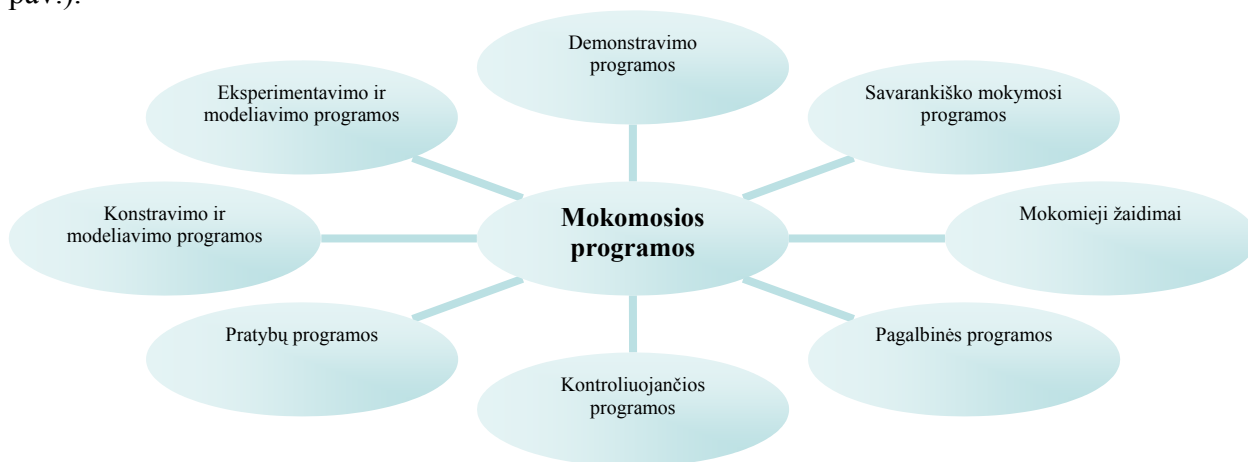 pav.).
Demonstravimo
programos
Eksperimentavimo ir
modeliavimo programos
Savarankiško mokymosi
programos
Konstravimo ir
modeliavimo programos
Mokomosios
programos
Mokomieji žaidimai
Pratybų programos
Pagalbinės programos
Kontroliuojančios
programos